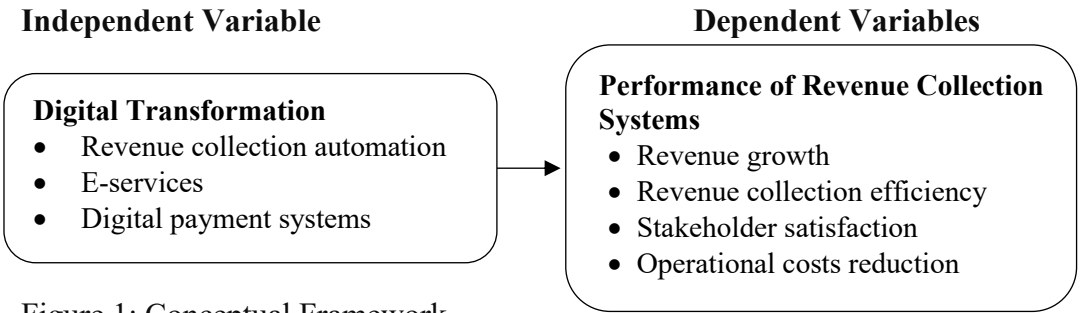 Independent Variable
Dependent Variables
Digital Transformation
• Revenue collection automation
• E-services
• Digital payment systems
Performance of Revenue Collection
Systems
• Revenue growth
• Revenue collection efficiency
• Stakeholder satisfaction
• Operational costs reduction
Figure 1: Conceptual Framework